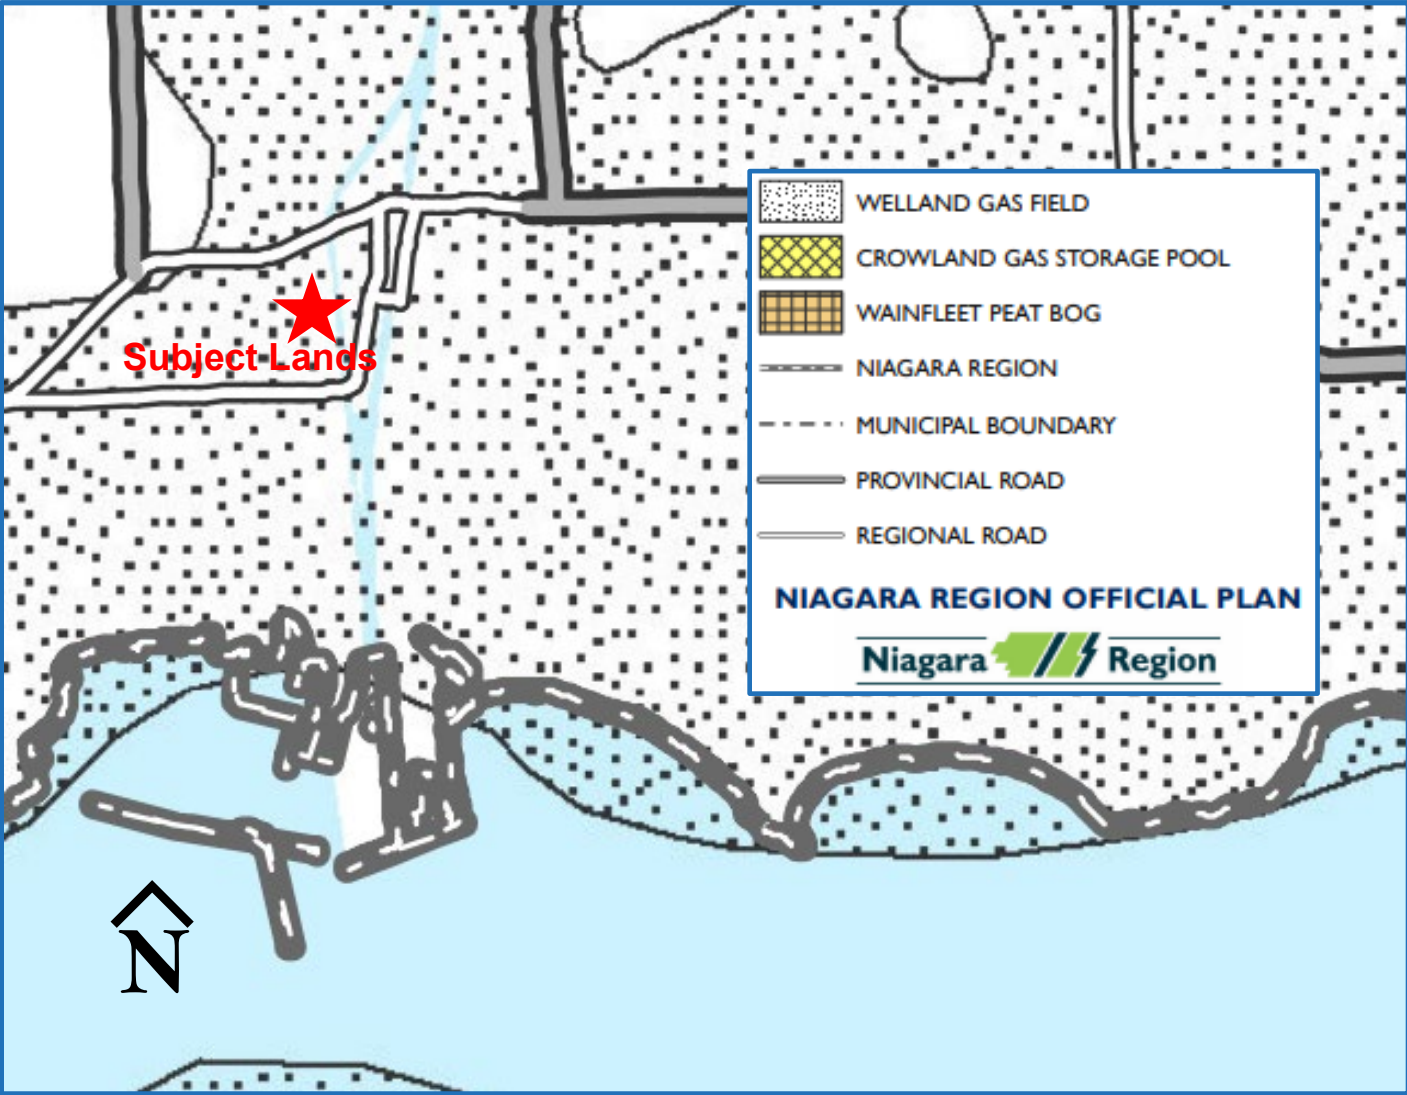 WELLAND GAS FIELD
CROWLAND GAS STORAGE POOL
WAINFLEET PEAT BOG
Subject Lands
NIAGARA REGION
MUNICIPAL BOUNDARY
PROVINCIAL ROAD
REGIONAL ROAD
NIAGARA REGION OFFICIAL PLAN
Niagara Region
N